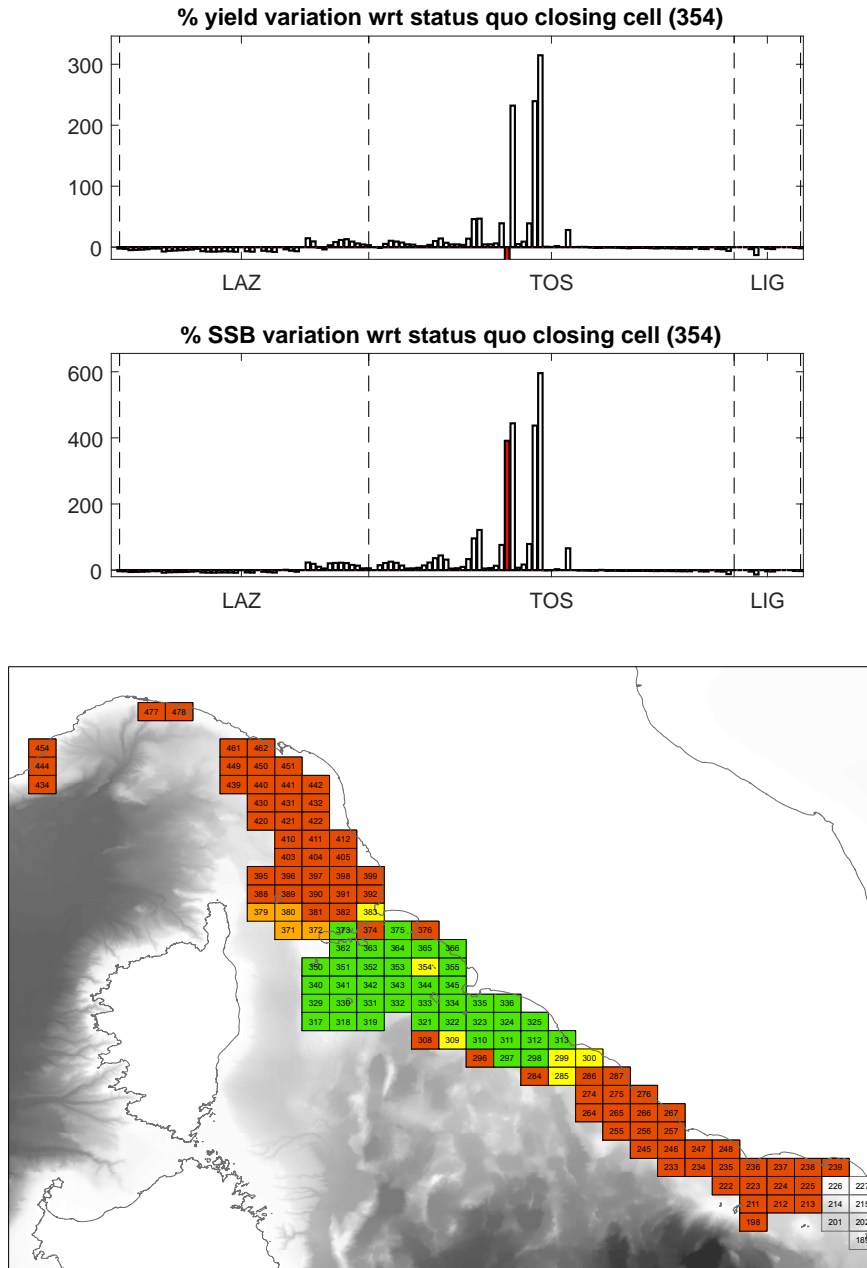 % yield variation wrt status quo closing cell (354)
300
200
100
0
LAZ TOS LIG
% SSB variation wrt status quo closing cell (354)
600
400
200
0
LAZ TOS LIG
477 478
454 461 462
444 449 450 451
434 439 440 441 442
430 431 432
420 421 422
410 411 412
403 404 405
395 396 397 398 399
388 389 390 391 392
379 380 381 382 383
371 372 373 374 375 376
362 363 364 365 366
350 351 352 353 354 355
340 341 342 343 344 345
329 330 331 332 333 334 335 336
317 318 319 321 322 323 324 325
308 309 310 311 312 313
296 297 298 299 300
284 285 286 287
274 275 276
264 265 266 267
255 256 257
245 246 247 248
233 234 235 236 237 238 239
222 223 224 225 226 227
211 212 213 214 215
198 201 202
185